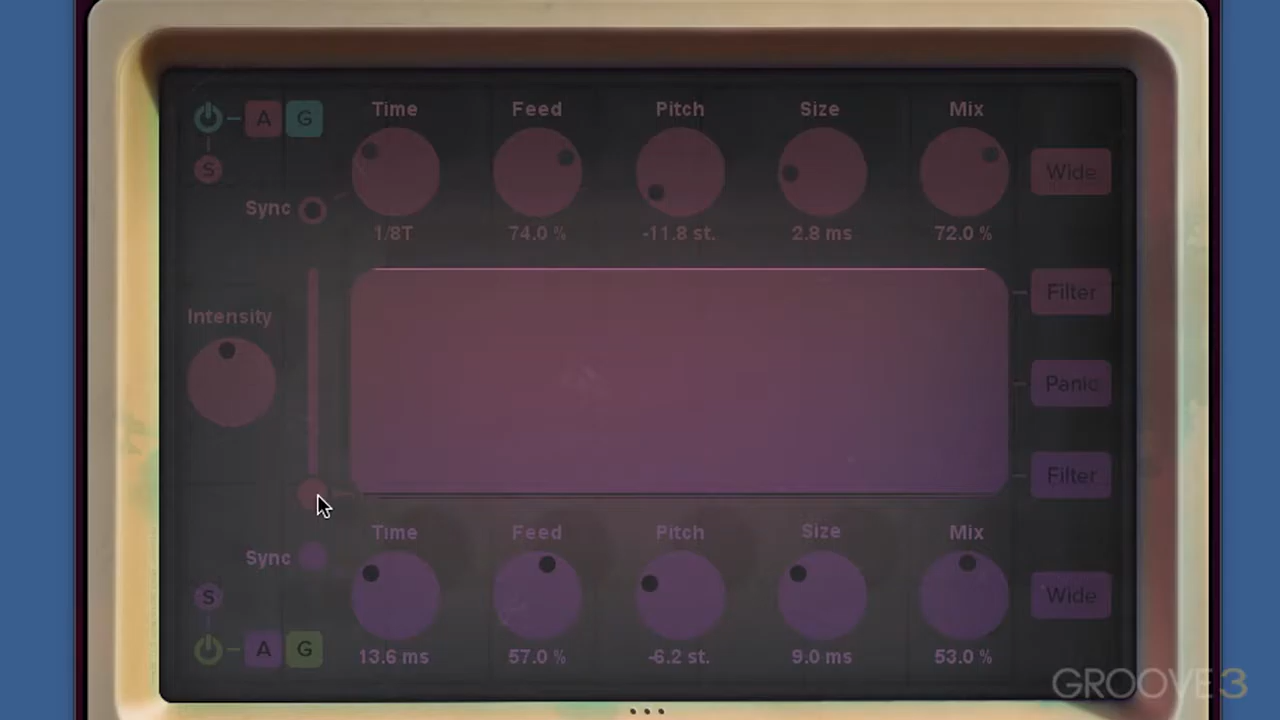 A G Time Feed Pitch Size Mix
S Wide
Sync
1/8T 74.0 % -11.8 st. 2.8 ms 72.0 %
Filter
Intensity
Panic
Filter
Time Feed Pitch Size Mix
Sync
S Wide
A G 13.6 ms 57.0 % -6.2 st. 9.0 ms 53.0 %
GROOVE3